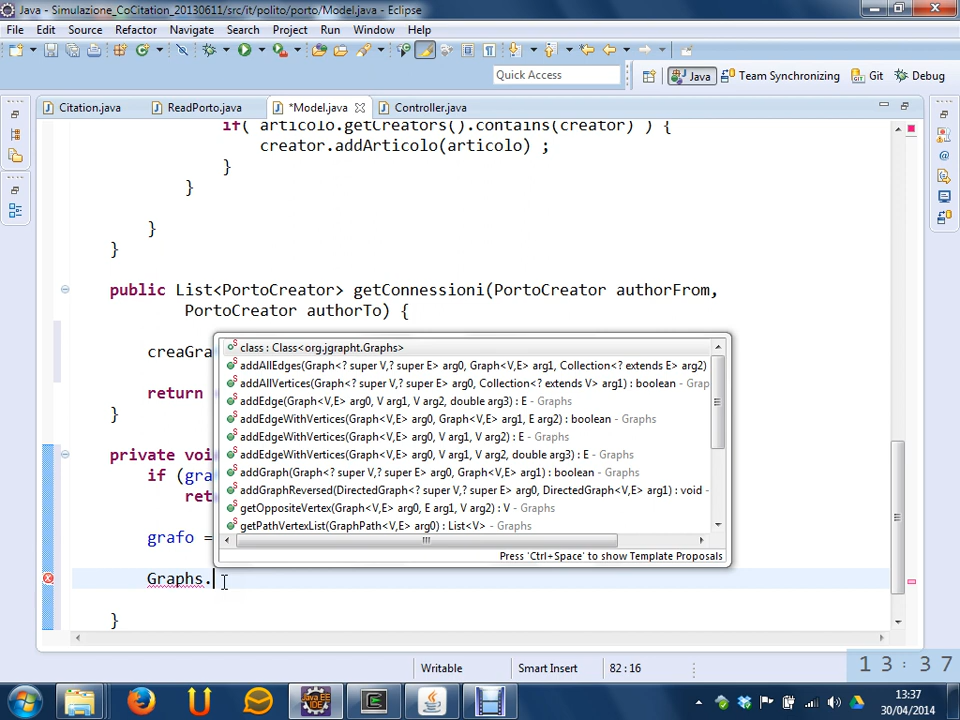 Java - Simulazione_CoCitation_20130611/src/it/polito/porto/Model.java - Eclipse
File Edit Source Refactor Navigate Search Project Run Window Help
Quick Access
Java
Team Synchronizing
Git
Debug
Citation.java
ReadPorto.java
*Model.java
Controller.java
if( articolo.getCreators().contains(creator) ) {
creator.addArticolo(articolo) ;
}
}
}
}
public List<PortoCreator> getConnessioni(PortoCreator authorFrom,
PortoCreator authorTo) {
creaGra
return
}
private voi
if (gra
ret
grafo =
Graphs.
}
class : Class<org.jgrapht.Graphs>
addAllEdges(Graph<? super V,? super E> arg0, Graph<V,E> arg1, Collection<? extends E> arg2)
addAllVertices(Graph<? super V,? super E> arg0, Collection<? extends V> arg1) : boolean - Grap
addEdge(Graph<V,E> arg0, V arg1, V arg2, double arg3) : E - Graphs
addEdgeWithVertices(Graph<V,E> arg0, Graph<V,E> arg1, E arg2) : boolean - Graphs
addEdgeWithVertices(Graph<V,E> arg0, V arg1, V arg2) : E - Graphs
addEdgeWithVertices(Graph<V,E> arg0, V arg1, V arg2, double arg3) : E - Graphs
addGraph(Graph<? super V,? super E> arg0, Graph<V,E> arg1) : boolean - Graphs
addGraphReversed(DirectedGraph<? super V,? super E> arg0, DirectedGraph<V,E> arg1) : void -
getOppositeVertex(Graph<V,E> arg0, E arg1, V arg2) : V - Graphs
getPathVertexList(GraphPath<V,E> arg0) : List<V> - Graphs
Press 'Ctrl+Space' to show Template Proposals
Writable
Smart Insert
82 : 16
13:37
13:37
30/04/2014